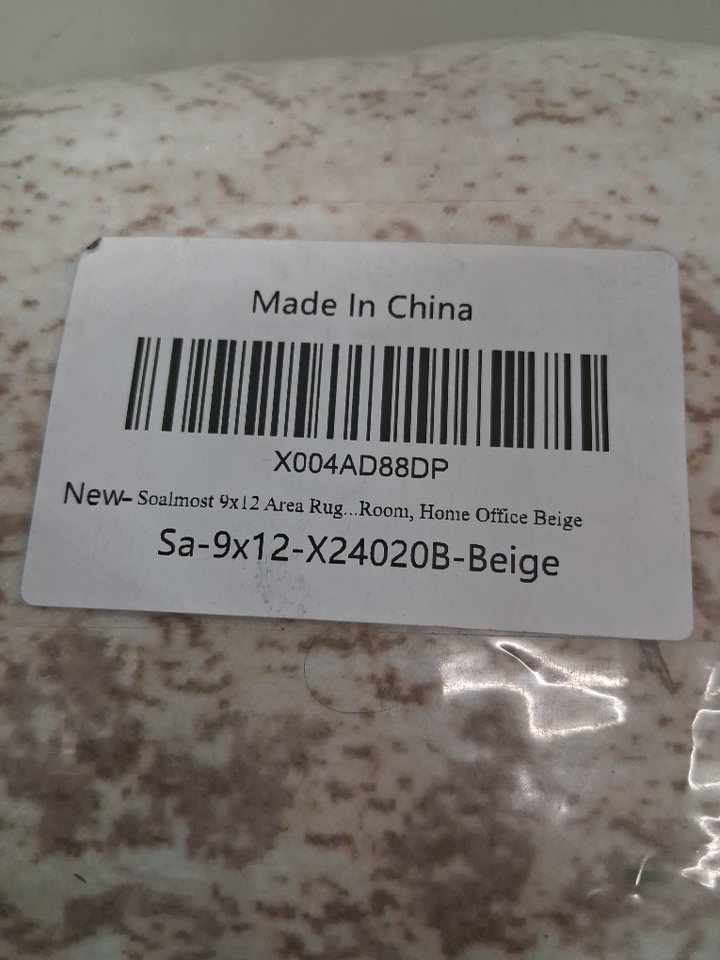 Made In China
X004AD88DP
New- Soalmost 9x12 Area Rug...Room, Home Office Beige
Sa-9x12-X24020B-Beige